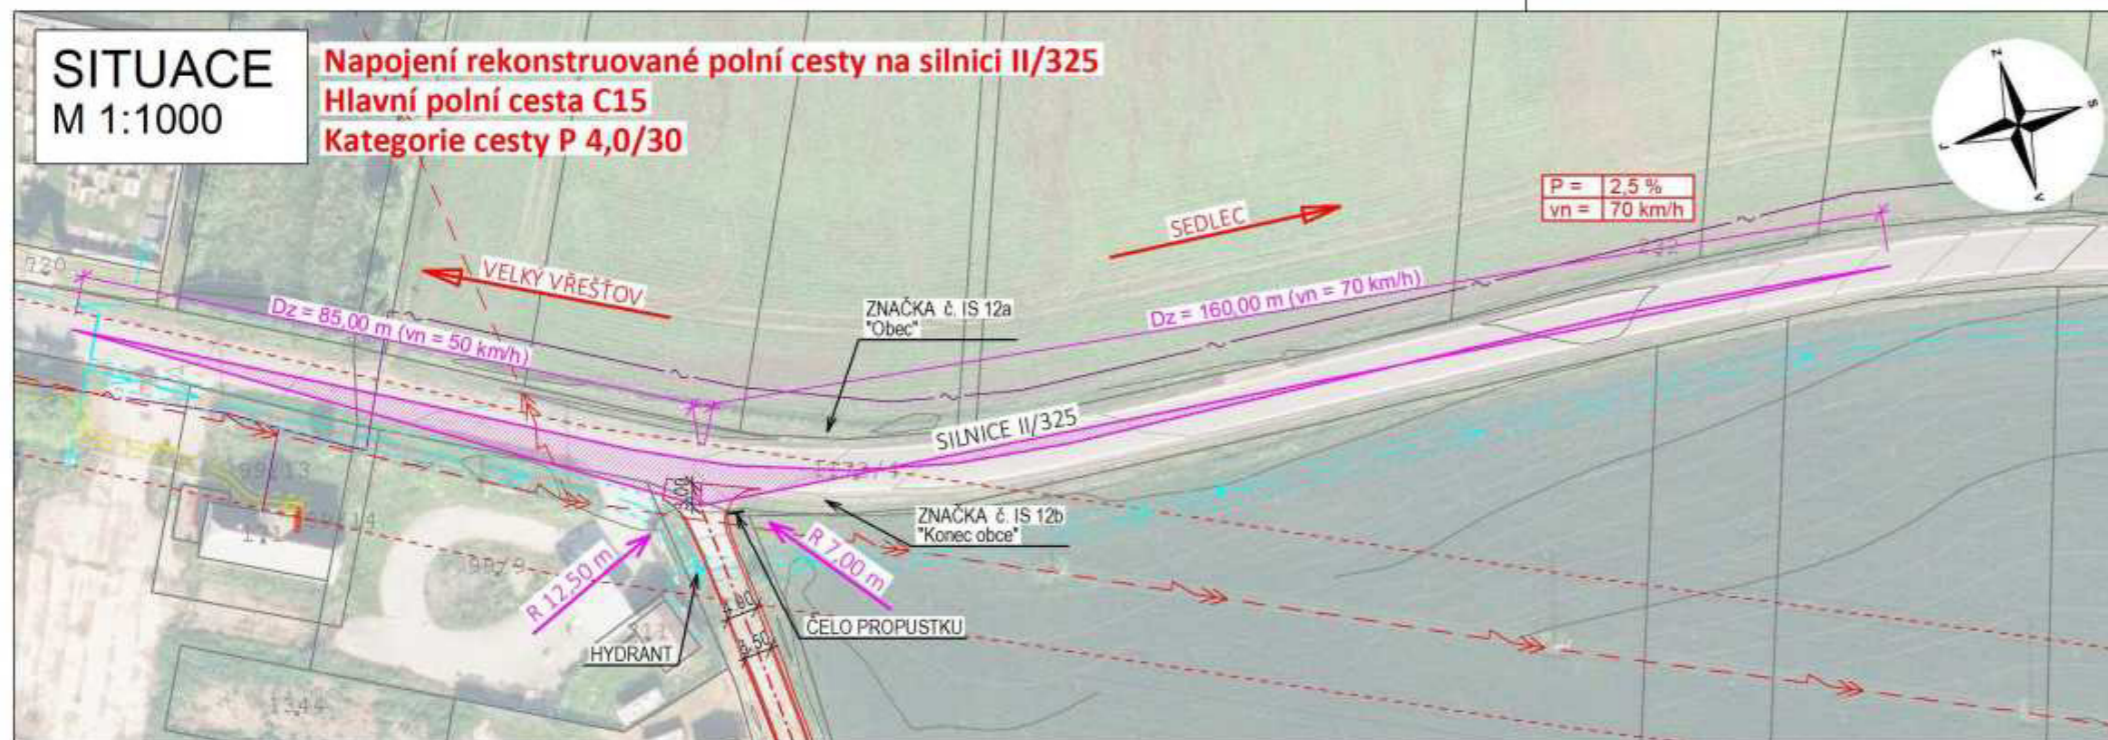 SITUACE
M 1:1000
Napojení rekonstruované polní cesty na silnici II/325
Hlavní polní cesta C15
Kategorie cesty P 4,0/30
Z
S
J
V
P = 2,5 %
vn = 70 km/h
SEDLEC
VELKÝ VŘEŠŤOV
Dz = 85,00 m (vn = 50 km/h)
Dz = 160,00 m (vn = 70 km/h)
ZNAČKA č. IS 12a
"Obec"
SILNICE II/325
ZNAČKA č. IS 12b
"Konec obce"
R 12,50 m
R 7,00 m
ČELO PROPUSTKU
HYDRANT
3.50
1344